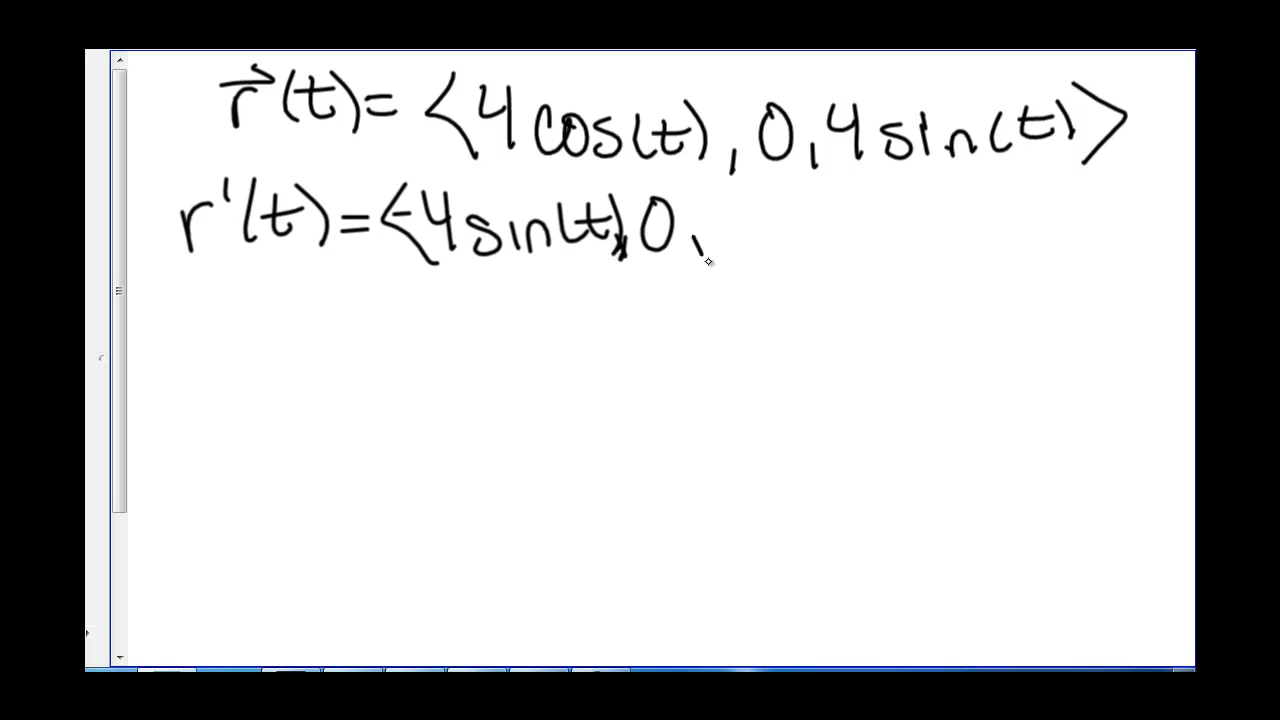 r⃗(t)= <4cos(t), 0, 4sin(t)>
r'(t)=<-4sin(t), 0,